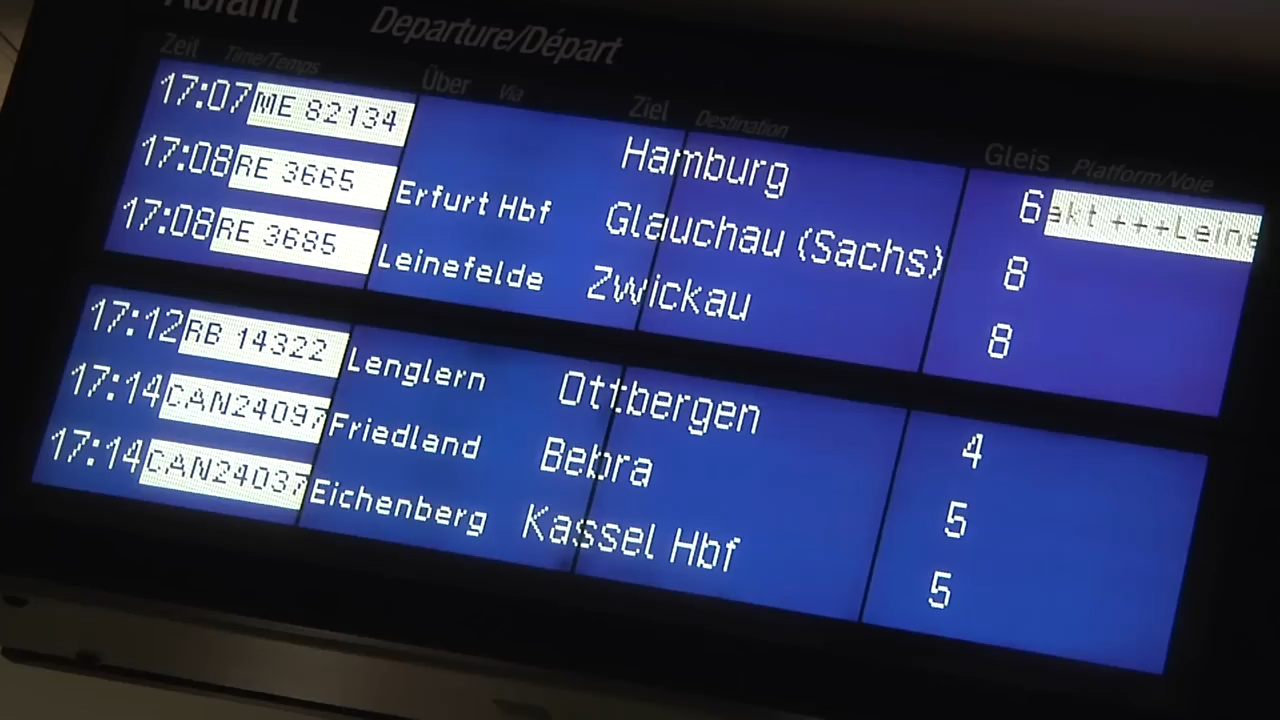 Abfahrt Departure/Départ
Zeit Time/Temps Über Via Ziel Destination Gleis Platform/Voie
17:07 ME 82134 Hamburg 6 ekt +++Leine
17:08 RE 3665 Erfurt Hbf Glauchau (Sachs) 8
17:08 RE 3685 Leinefelde Zwickau 8
17:12 RB 14322 Lenglern Ottbergen 4
17:14 CAN24097 Friedland Bebra 5
17:14 CAN24037 Eichenberg Kassel Hbf 5